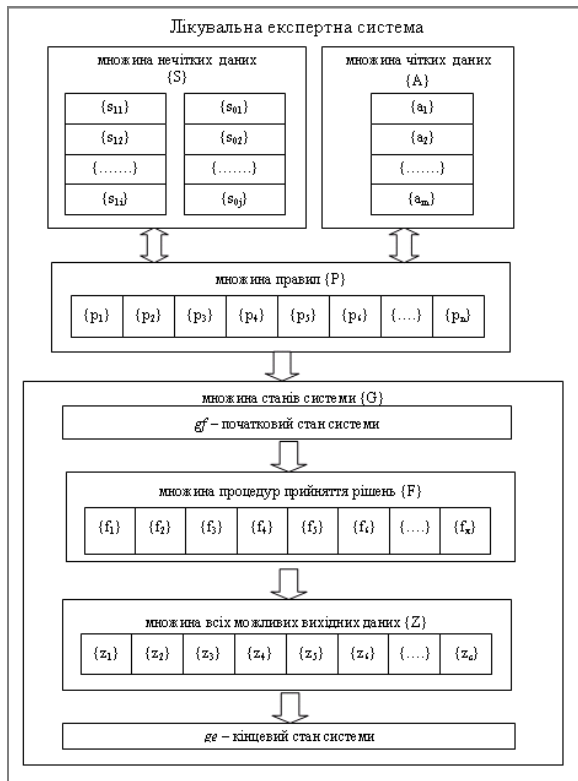 Лікувальна експертна система
множина нечітких даних
{S}
{s₁₁}
{s₀₁}
{s₁₂}
{s₀₂}
{.......}
{.......}
{s₁ᵢ}
{s₀ⱼ}
множина чітких даних
{A}
{a₁}
{a₂}
{.......}
{aₘ}
множина правил {P}
{p₁} {p₂} {p₃} {p₄} {p₅} {p₆} {....} {pₙ}
множина станів системи {G}
gf – початковий стан системи
множина процедур прийняття рішень {F}
{f₁} {f₂} {f₃} {f₄} {f₅} {f₆} {....} {fₓ}
множина всіх можливих вихідних даних {Z}
{z₁} {z₂} {z₃} {z₄} {z₅} {z₆} {....} {z_c}
ge – кінцевий стан системи